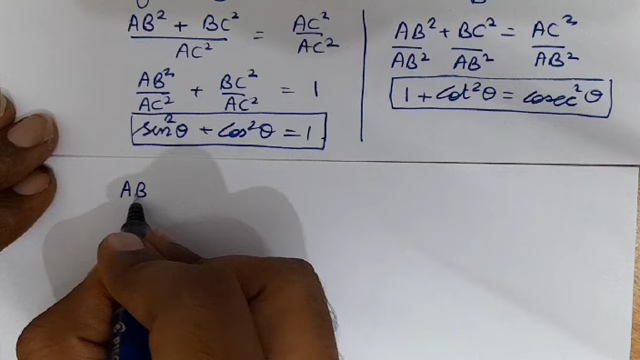 AB² + BC² / AC² = AC² / AC²
AB² / AC² + BC² / AC² = 1
sin²θ + cos²θ = 1
AB² / AB² + BC² / AB² = AC² / AB²
1 + cot²θ = cosec²θ
AB